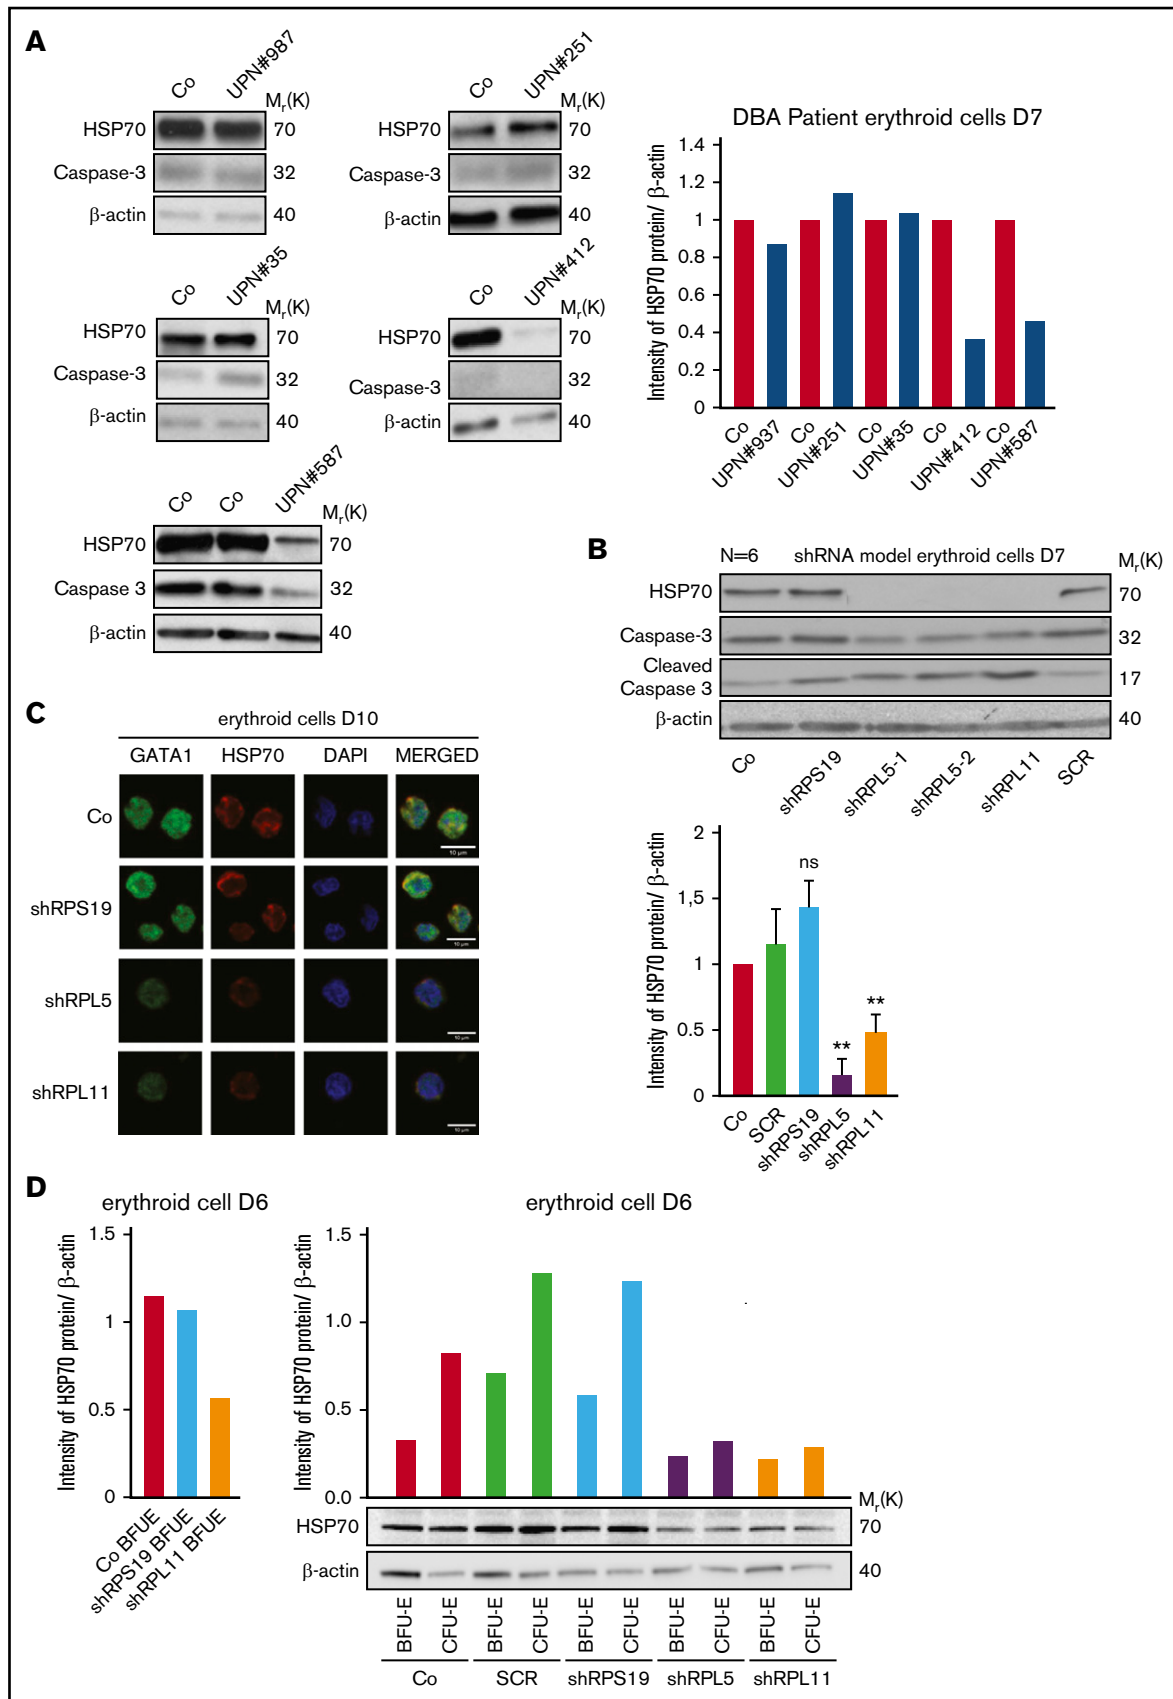 A
Co
UPN#987
Mr(K)
HSP70
70
Caspase-3
32
β-actin
40
Co
UPN#251
Mr(K)
HSP70
70
Caspase-3
32
β-actin
40
Co
UPN#35
Mr(K)
HSP70
70
Caspase-3
32
β-actin
40
Co
UPN#412
Mr(K)
HSP70
70
Caspase-3
32
β-actin
40
Co
Co
UPN#587
Mr(K)
HSP70
70
Caspase 3
32
β-actin
40
DBA Patient erythroid cells D7
Intensity of HSP70 protein/ β-actin
1.4
1.2
1
0.8
0.6
0.4
0.2
0
Co
UPN#937
Co
UPN#251
Co
UPN#35
Co
UPN#412
Co
UPN#587
B
N=6
shRNA model erythroid cells D7
Mr(K)
HSP70
70
Caspase-3
32
Cleaved
Caspase 3
17
β-actin
40
Co
shRPS19
shRPL5-1
shRPL5-2
shRPL11
SCR
Intensity of HSP70 protein/ β-actin
2
1.5
1
0.5
0
ns
**
**
Co
SCR
shRPS19
shRPL5
shRPL11
C
erythroid cells D10
GATA1
HSP70
DAPI
MERGED
Co
10 µm
shRPS19
10 µm
shRPL5
10 µm
shRPL11
10 µm
D
erythroid cell D6
Intensity of HSP70 protein/ β-actin
1.5
1
0.5
0
Co BFUE
shRPS19 BFUE
shRPL11 BFUE
erythroid cell D6
Intensity of HSP70 protein/ β-actin
1.5
1.0
0.5
0.0
Mr(K)
HSP70
70
β-actin
40
BFU-E
CFU-E
BFU-E
CFU-E
BFU-E
CFU-E
BFU-E
CFU-E
BFU-E
CFU-E
Co
SCR
shRPS19
shRPL5
shRPL11